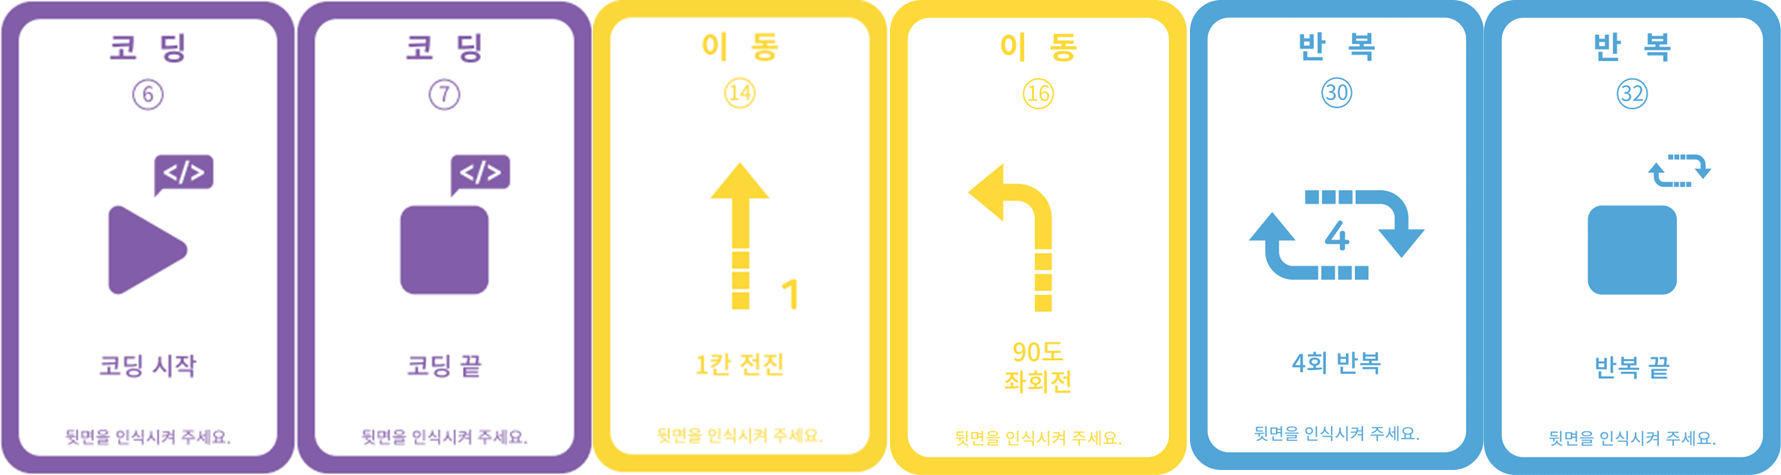 코 딩
⑥
</>
코딩 시작
뒷면을 인식시켜 주세요.
코 딩
⑦
</>
코딩 끝
뒷면을 인식시켜 주세요.
이 동
⑭
1
1칸 전진
뒷면을 인식시켜 주세요.
이 동
⑯
90도
좌회전
뒷면을 인식시켜 주세요.
반 복
㉚
4
4회 반복
뒷면을 인식시켜 주세요.
반 복
㉜
반복 끝
뒷면을 인식시켜 주세요.